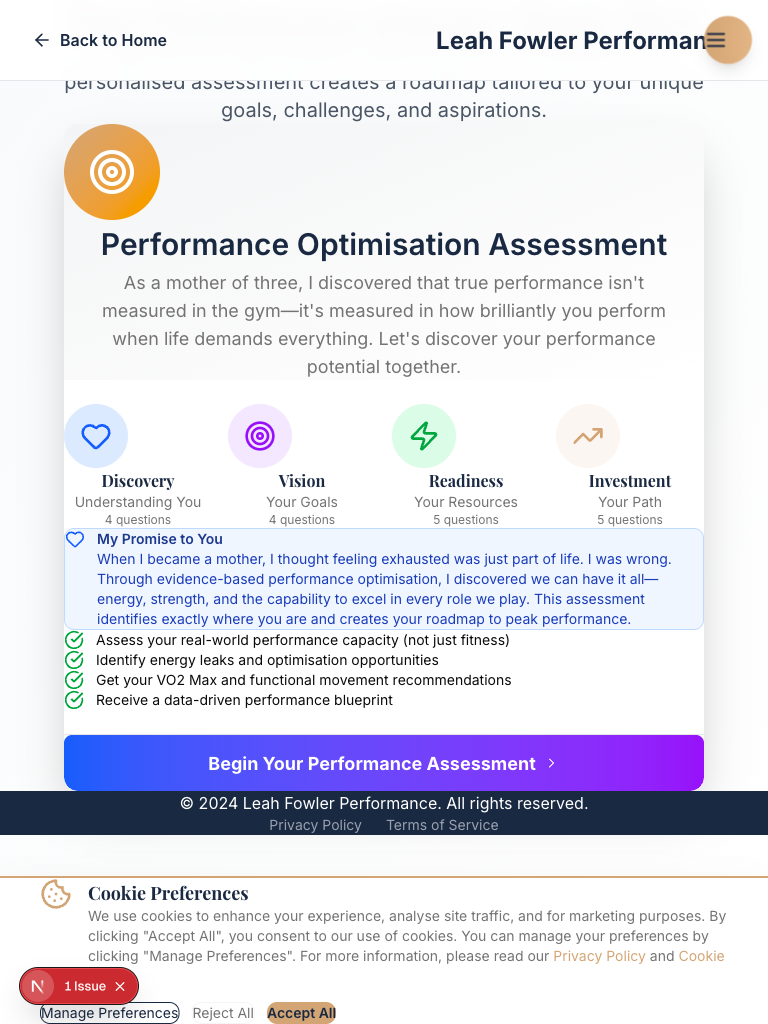 Back to Home
Leah Fowler Performan
personalised assessment creates a roadmap tailored to your unique
goals, challenges, and aspirations.
Performance Optimisation Assessment
As a mother of three, I discovered that true performance isn't
measured in the gym—it's measured in how brilliantly you perform
when life demands everything. Let's discover your performance
potential together.
Discovery
Understanding You
4 questions
Vision
Your Goals
4 questions
Readiness
Your Resources
5 questions
Investment
Your Path
5 questions
My Promise to You
When I became a mother, I thought feeling exhausted was just part of life. I was wrong.
Through evidence-based performance optimisation, I discovered we can have it all—
energy, strength, and the capability to excel in every role we play. This assessment
identifies exactly where you are and creates your roadmap to peak performance.
Assess your real-world performance capacity (not just fitness)
Identify energy leaks and optimisation opportunities
Get your VO2 Max and functional movement recommendations
Receive a data-driven performance blueprint
Begin Your Performance Assessment
© 2024 Leah Fowler Performance. All rights reserved.
Privacy Policy Terms of Service
Cookie Preferences
We use cookies to enhance your experience, analyse site traffic, and for marketing purposes. By
clicking "Accept All", you consent to our use of cookies. You can manage your preferences by
clicking "Manage Preferences". For more information, please read our Privacy Policy and Cookie
N 1 Issue
Manage Preferences Reject All Accept All